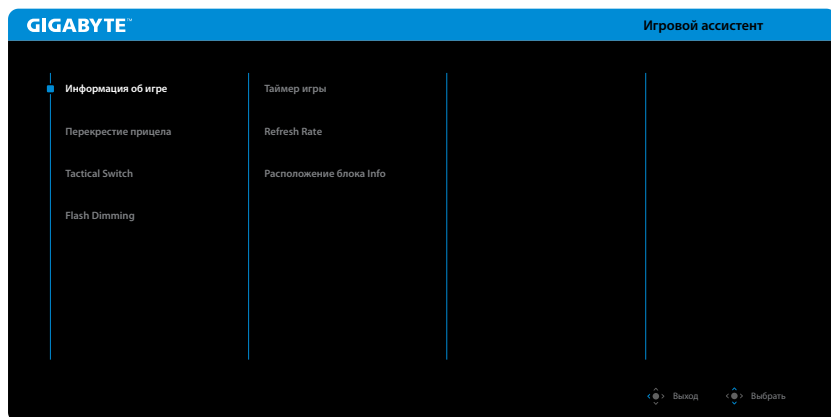 GIGABYTE™
Игровой ассистент
Информация об игре
Таймер игры
Перекрестие прицела
Refresh Rate
Tactical Switch
Расположение блока Info
Flash Dimming
Выход
Выбрать